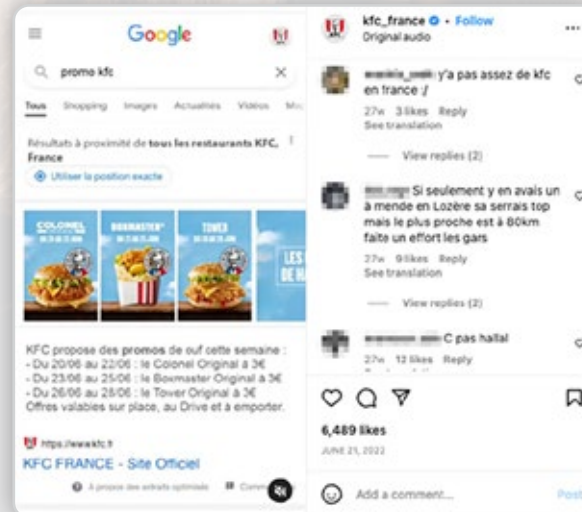 Google
promo kfc
Tous Shopping Images Actualités Vidéos
Résultats à proximité de tous les restaurants KFC,
France
Utiliser la position exacte
COLONEL
BOXMASTER
TOWER
LES
DE
KFC propose des promos de ouf cette semaine :
- Du 20/06 au 22/06 : le Colonel Original à 3€
- Du 23/06 au 25/06 : le Boxmaster Original à 3€
- Du 26/06 au 28/06 : le Tower Original à 3€
Offres valables sur place, au Drive et à emporter.
https://www.kfc.fr
KFC FRANCE - Site Officiel
À propos des extraits optimisés Comm
kfc_france • Follow
Original audio
y'a pas assez de kfc
en france :/
27w 3 likes Reply
See translation
View replies (2)
Si seulement y en avais un
a mende en Lozère sa serrais top
mais le plus proche est à 80km
faite un effort les gars
27w 9 likes Reply
See translation
View replies (2)
C pas hallal
27w 12 likes Reply
6,489 likes
JUNE 21, 2022
Add a comment... Post